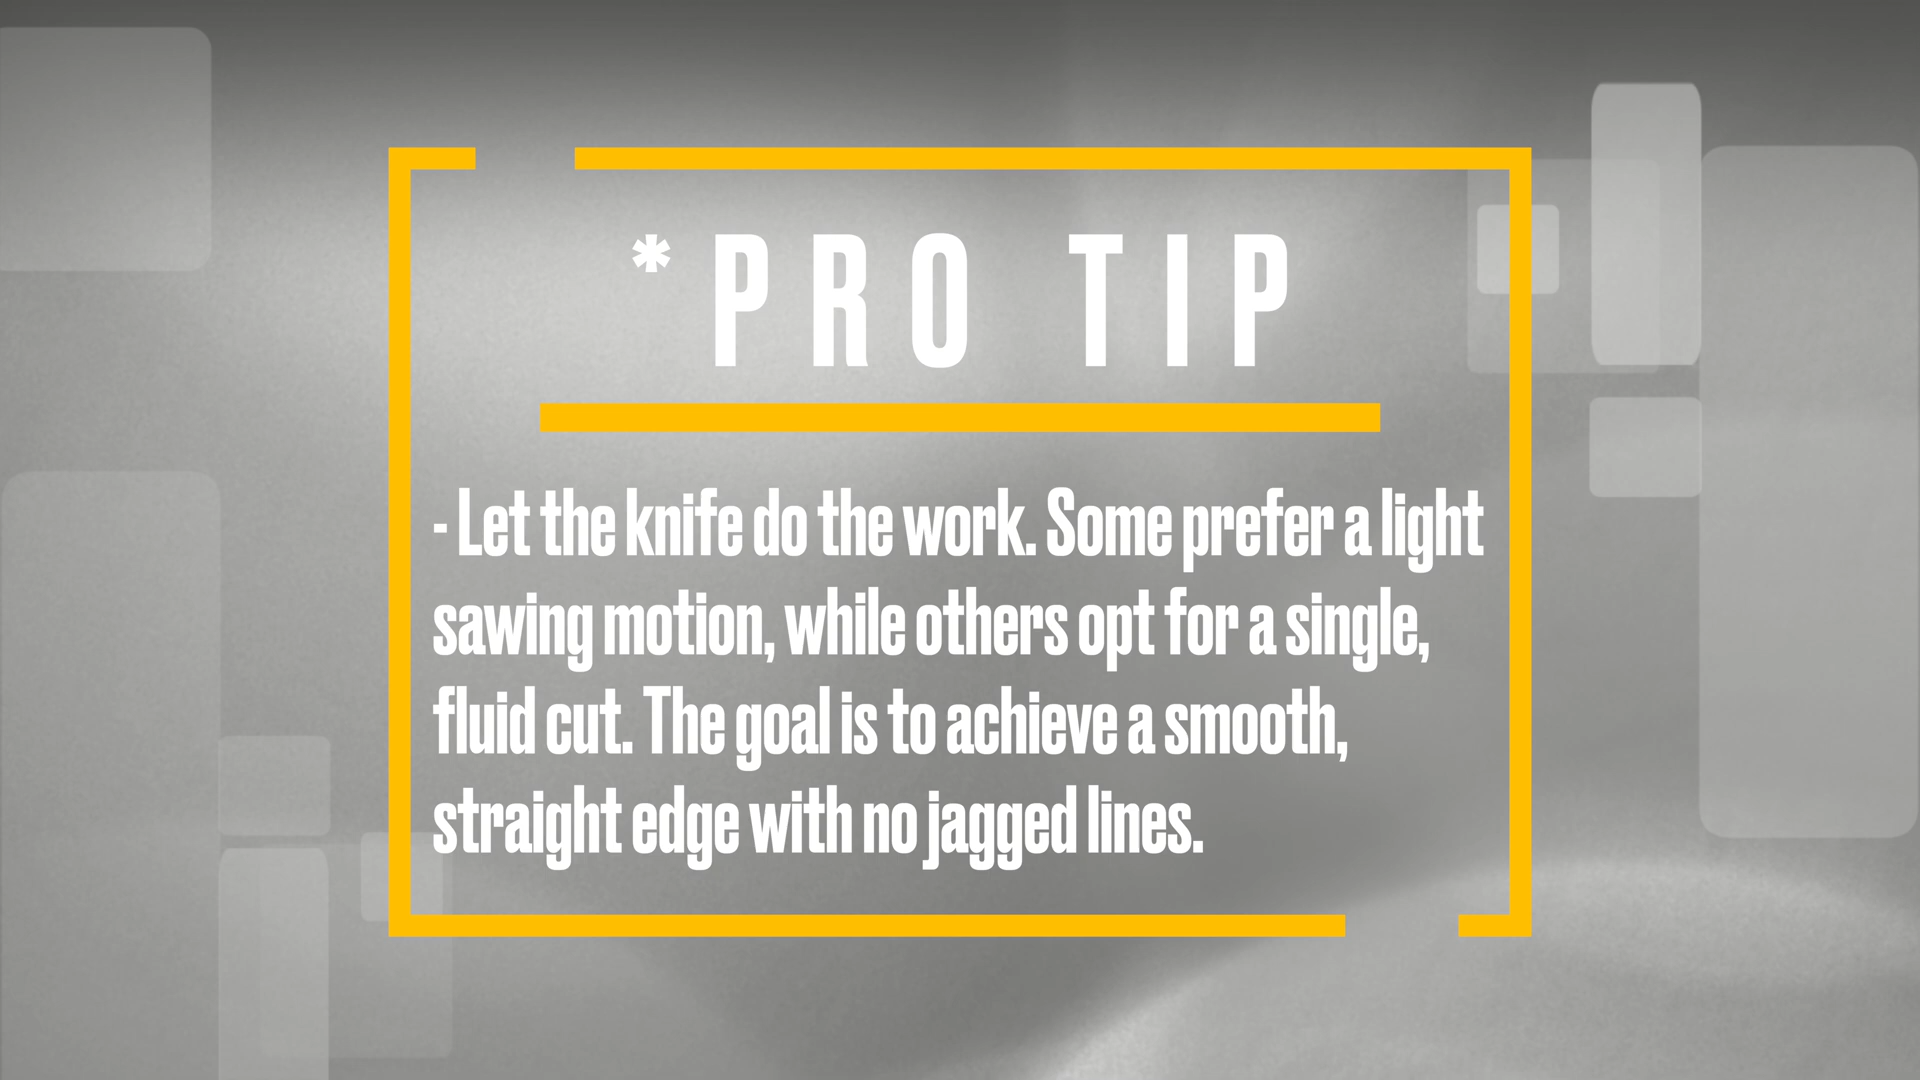 *PRO TIP
- Let the knife do the work. Some prefer a light
sawing motion, while others opt for a single,
fluid cut. The goal is to achieve a smooth,
straight edge with no jagged lines.